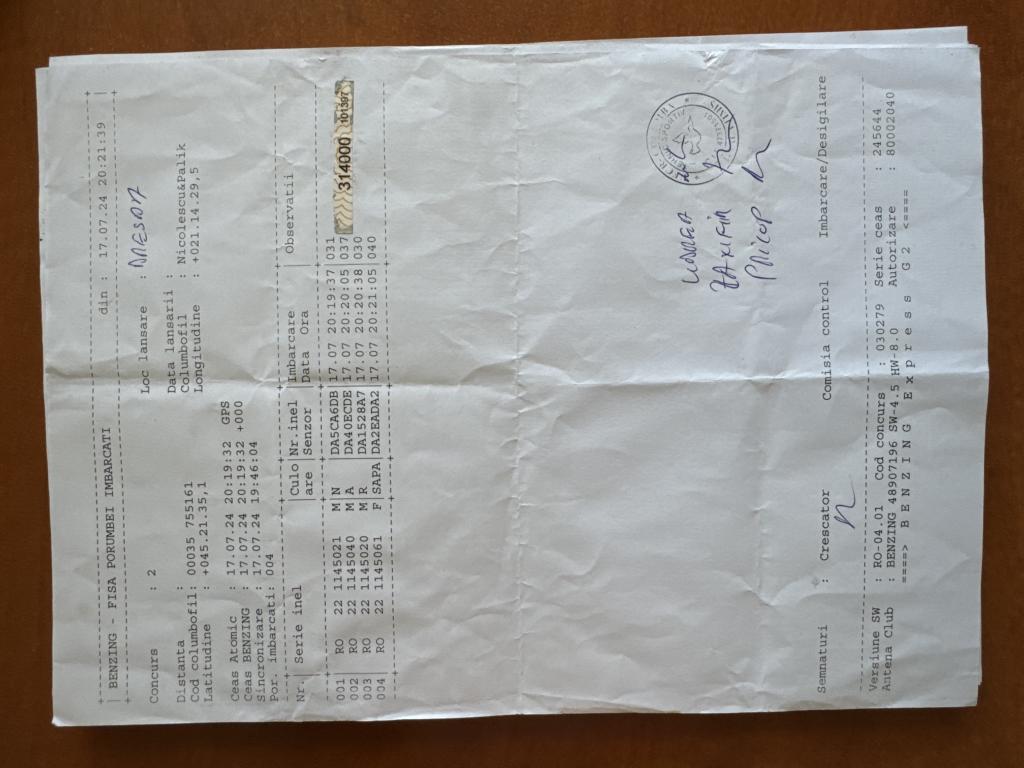 BENZING - FISA PORUMBEI IMBARCATI din : 17.07.24 20:21:39
Concurs : 2 Loc lansare :
Distanta : Data lansarii :
Cod columbofil: 00035 755161 Columbofil : Nicolescu&Palik
Latitudine : +045.21.35,1 Longitudine : +021.14.29,5
Ceas Atomic : 17.07.24 20:19:32 GPS
Ceas BENZING : 17.07.24 20:19:32 +000
Sincronizare : 17.07.24 19:46:04
Por. imbarcati: 004
Nr.| Serie inel |Culo|Nr.inel |Imbarcare | Observatii
|are |Senzor |Data Ora |
001 | RO 22 1145021 M|N |DA5CA6DB|17.07 20:19:37|031
002 | RO 22 1145040 M|A |DA40ECDE|17.07 20:20:05|037
003 | RO 22 1145020 M|R |DA1528A7|17.07 20:20:38|030
004 | RO 22 1145061 F|SAPA|DA2EADA2|17.07 20:21:05|040
314000 101397
Semnaturi : Crescator Comisia control Imbarcare/Desigilare
Versiune SW : RO-04.01 Cod concurs : 030279 Serie ceas : 245644
Antena Club : BENZING 48907196 SW-4.5 HW-8.0 Autorizare : 80002040
====> B E N Z I N G E x p r e s s G 2 <====